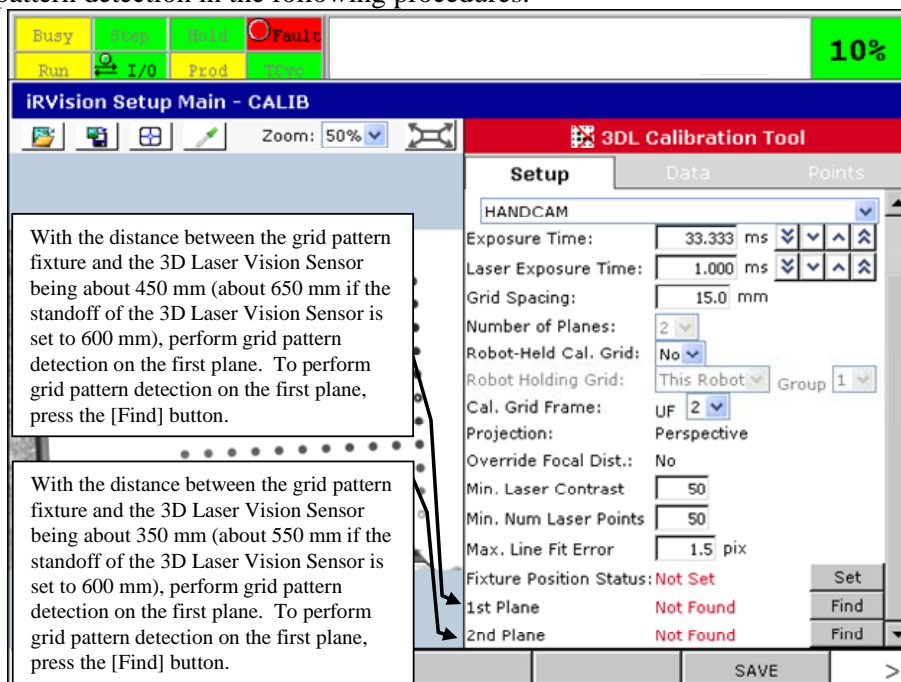 pattern detection in the following procedures.
Busy Step Hold Fault
Run I/O Prod TCyc
10%
iRVision Setup Main - CALIB
Zoom: 50%
3DL Calibration Tool
Setup Data Points
HANDCAM
Exposure Time: 33.333 ms
Laser Exposure Time: 1.000 ms
Grid Spacing: 15.0 mm
Number of Planes: 2
Robot-Held Cal. Grid: No
Robot Holding Grid: This Robot Group 1
Cal. Grid Frame: UF 2
Projection: Perspective
Override Focal Dist.: No
Min. Laser Contrast 50
Min. Num Laser Points 50
Max. Line Fit Error 1.5 pix
Fixture Position Status: Not Set Set
1st Plane Not Found Find
2nd Plane Not Found Find
With the distance between the grid pattern
fixture and the 3D Laser Vision Sensor
being about 450 mm (about 650 mm if the
standoff of the 3D Laser Vision Sensor is
set to 600 mm), perform grid pattern
detection on the first plane. To perform
grid pattern detection on the first plane,
press the [Find] button.
With the distance between the grid pattern
fixture and the 3D Laser Vision Sensor
being about 350 mm (about 550 mm if the
standoff of the 3D Laser Vision Sensor is
set to 600 mm), perform grid pattern
detection on the first plane. To perform
grid pattern detection on the first plane,
press the [Find] button.
SAVE >